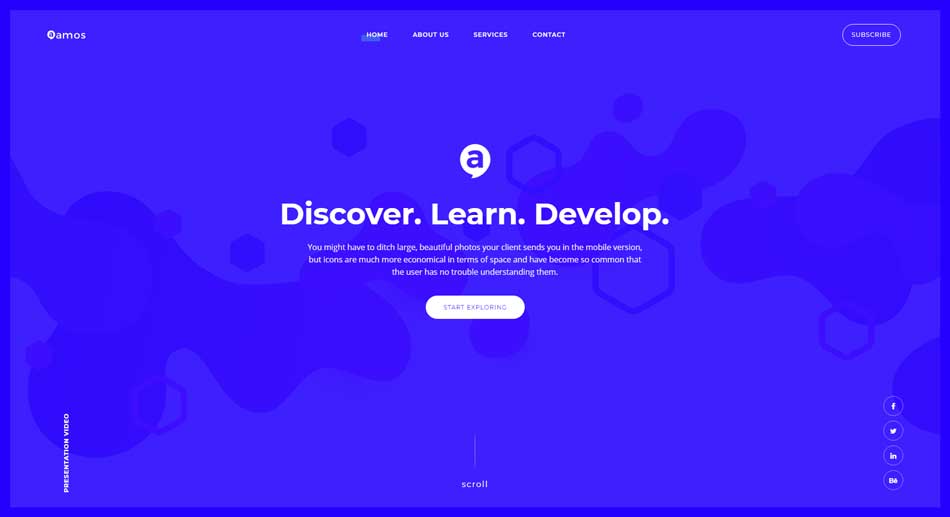 aamos
HOME
ABOUT US
SERVICES
CONTACT
SUBSCRIBE
a
Discover. Learn. Develop.
You might have to ditch large, beautiful photos your client sends you in the mobile version,
but icons are much more economical in terms of space and have become so common that
the user has no trouble understanding them.
START EXPLORING
PRESENTATION VIDEO
scroll
f
in
Bē